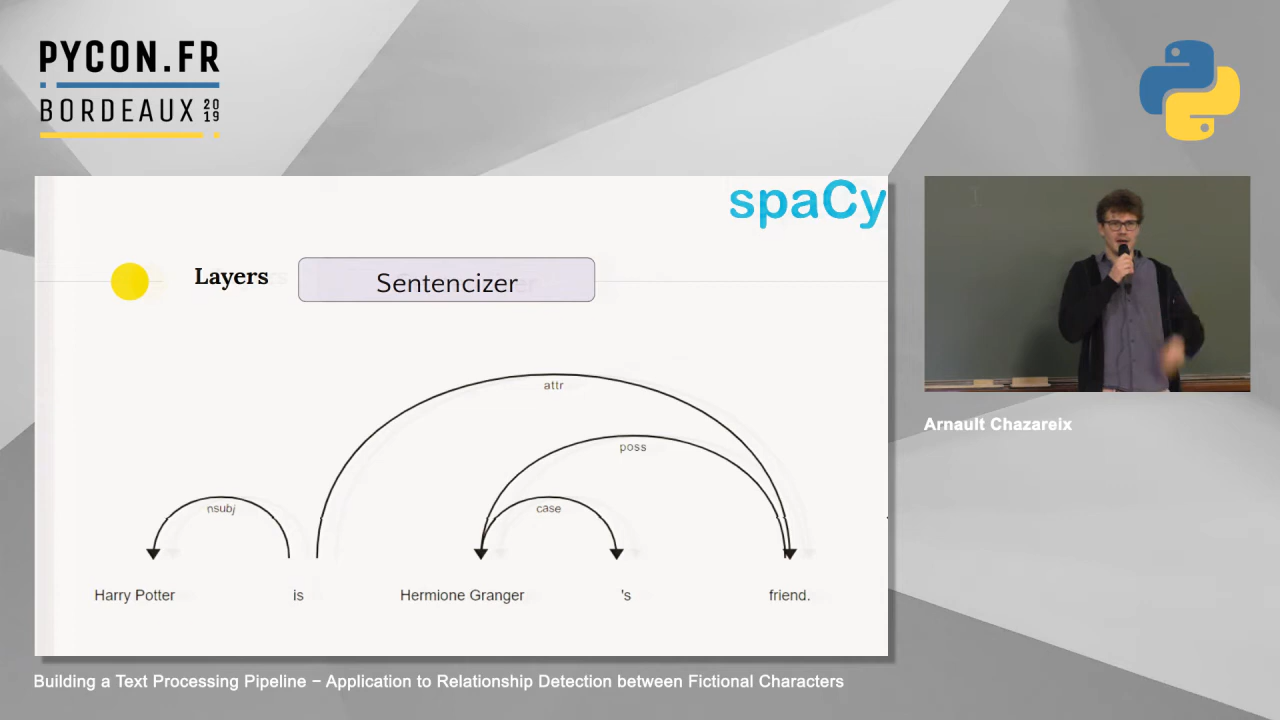 PYCON.FR
BORDEAUX 2019
spaCy
Layers
Sentencizer
attr
poss
nsubj
case
Harry Potter is Hermione Granger 's friend.
Arnault Chazareix
Building a Text Processing Pipeline – Application to Relationship Detection between Fictional Characters